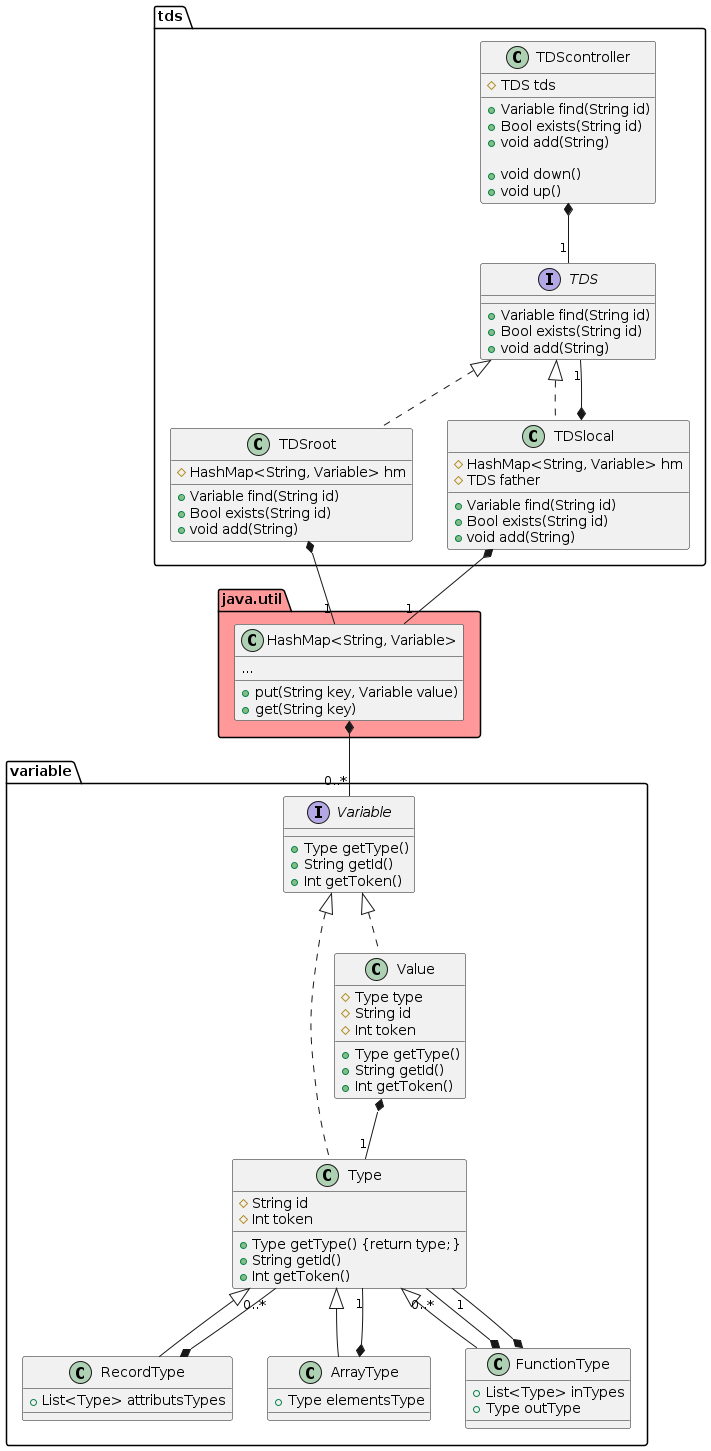 tds
C TDScontroller
TDS tds
Variable find(String id)
Bool exists(String id)
void add(String)
void down()
void up()
1
I TDS
Variable find(String id)
Bool exists(String id)
void add(String)
1
C TDSroot
HashMap<String, Variable> hm
Variable find(String id)
Bool exists(String id)
void add(String)
C TDSlocal
HashMap<String, Variable> hm
TDS father
Variable find(String id)
Bool exists(String id)
void add(String)
java.util
1
1
C HashMap<String, Variable>
...
put(String key, Variable value)
get(String key)
variable
0..*
I Variable
Type getType()
String getId()
Int getToken()
C Value
Type type
String id
Int token
Type getType()
String getId()
Int getToken()
1
C Type
String id
Int token
Type getType() {return type;}
String getId()
Int getToken()
0..*
1
0..*
1
C RecordType
List<Type> attributsTypes
C ArrayType
Type elementsType
C FunctionType
List<Type> inTypes
Type outType